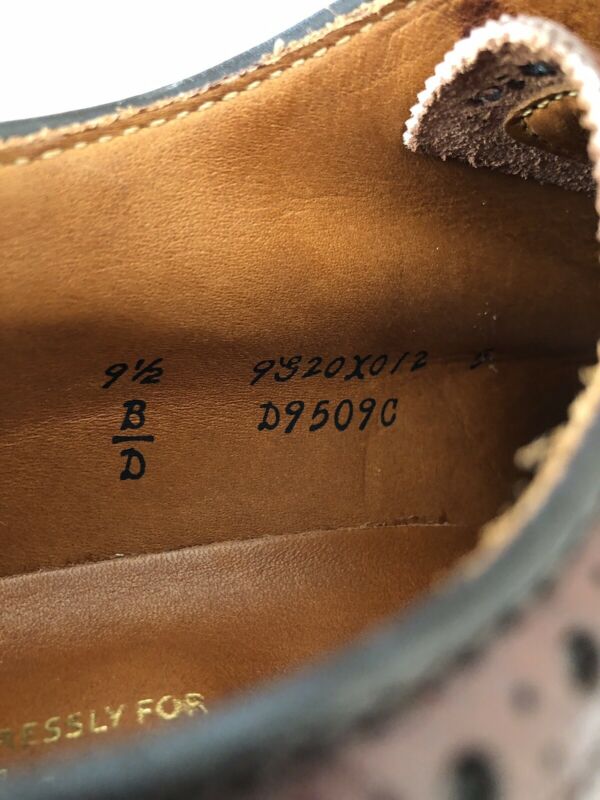 9½ 9S20X012
B D9509C
D
RESSLY FOR